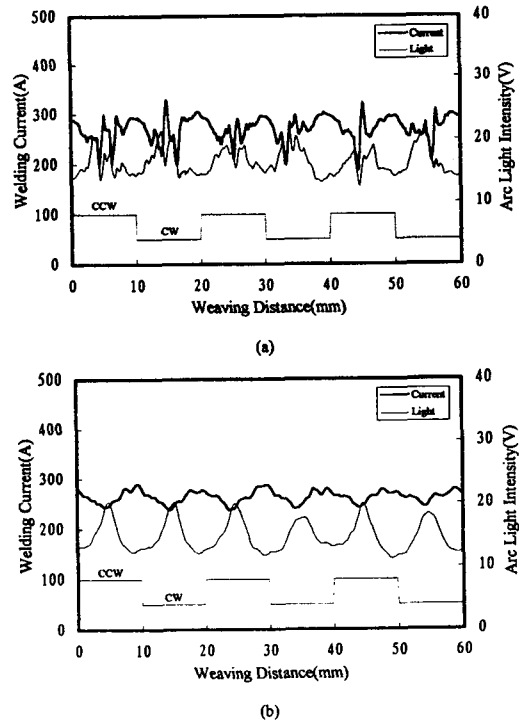 500
400
300
200
100
0
Welding Current(A)
40
30
20
10
0
Arc Light Intensity(V)
Current
Light
CCW
CW
0 10 20 30 40 50 60
Weaving Distance(mm)
(a)
500
400
300
200
100
0
Welding Current(A)
40
30
20
10
0
Arc Light Intensity(V)
Current
Light
CCW
CW
0 10 20 30 40 50 60
Weaving Distance(mm)
(b)